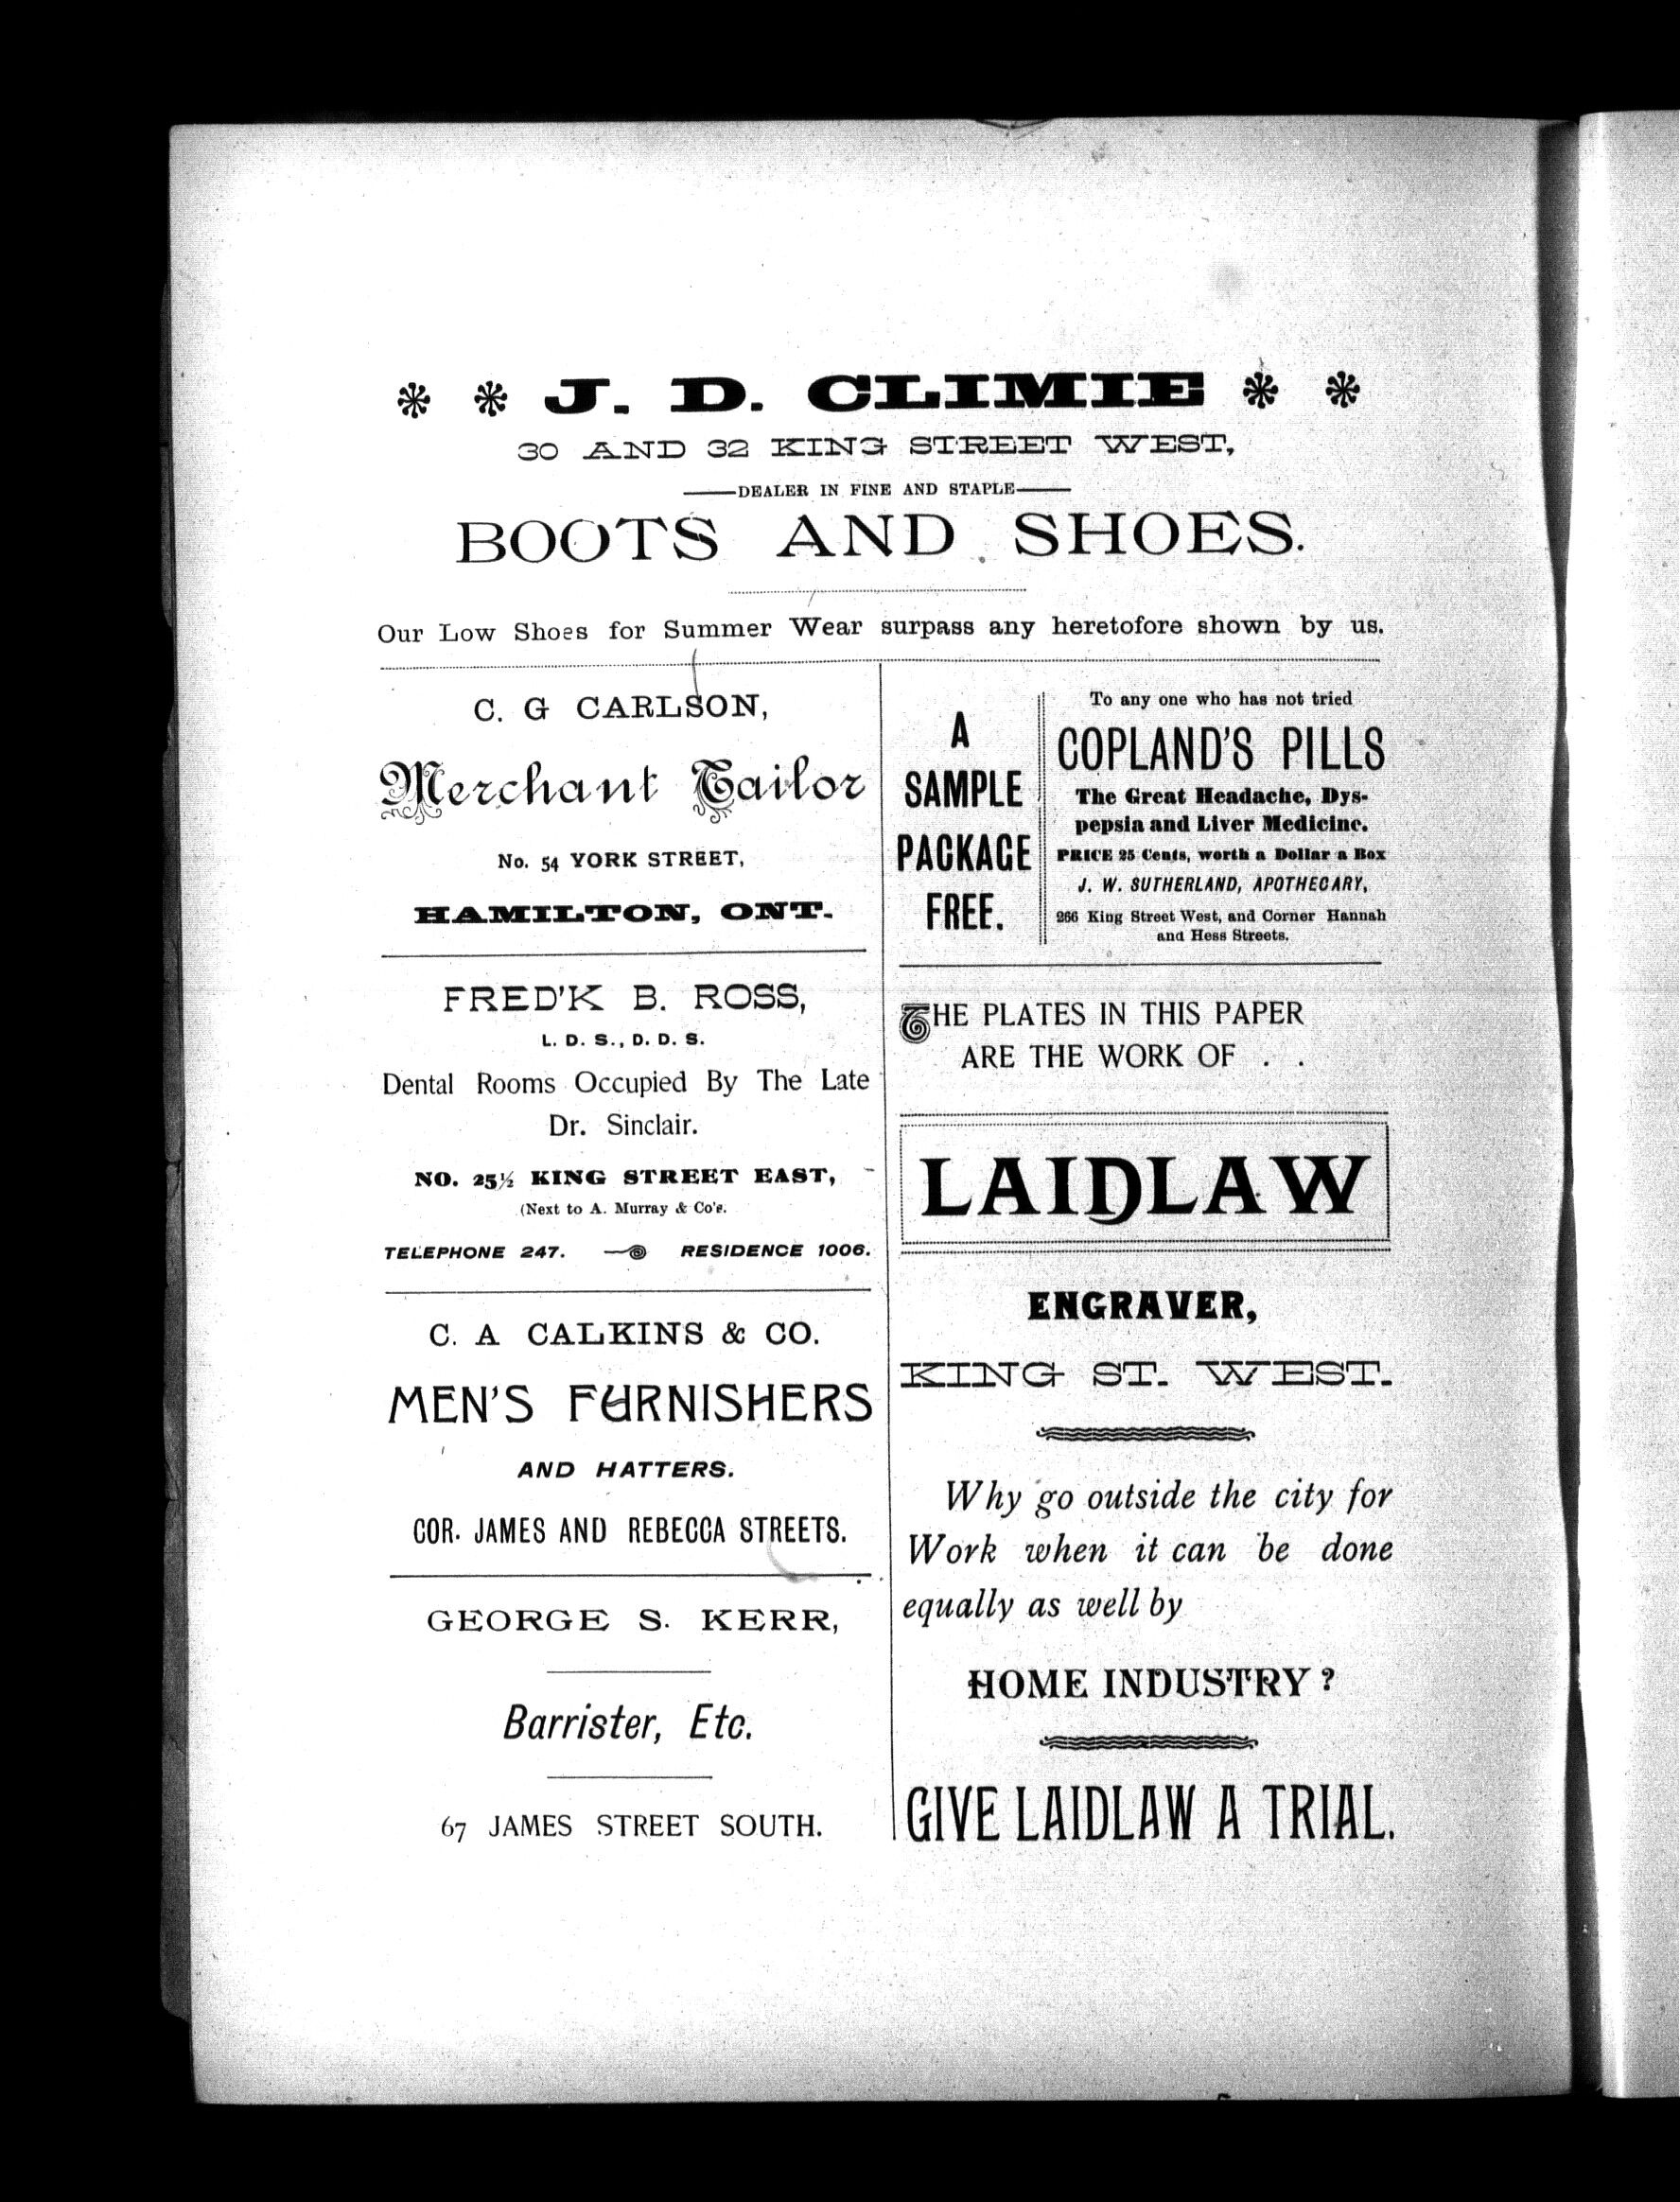 J. D. CLIMIE
30 AND 32 KING STREET WEST,
DEALER IN FINE AND STAPLE
BOOTS AND SHOES.
Our Low Shoes for Summer Wear surpass any heretofore shown by us.
C. G CARLSON,
Merchant Tailor
No. 54 YORK STREET,
HAMILTON, ONT.
FRED'K B. ROSS,
L. D. S., D. D. S.
Dental Rooms Occupied By The Late
Dr. Sinclair.
NO. 25½ KING STREET EAST,
(Next to A. Murray & Co's.
TELEPHONE 247. RESIDENCE 1006.
C. A CALKINS & CO.
MEN'S FURNISHERS
AND HATTERS.
COR. JAMES AND REBECCA STREETS.
GEORGE S. KERR,
Barrister, Etc.
67 JAMES STREET SOUTH.
A
SAMPLE
PACKAGE
FREE.
To any one who has not tried
COPLAND'S PILLS
The Great Headache, Dys-
pepsia and Liver Medicine.
PRICE 25 Cents, worth a Dollar a Box
J. W. SUTHERLAND, APOTHECARY,
266 King Street West, and Corner Hannah
and Hess Streets.
THE PLATES IN THIS PAPER
ARE THE WORK OF . .
LAIDLAW
ENGRAVER,
KING ST. WEST.
Why go outside the city for
Work when it can be done
equally as well by
HOME INDUSTRY?
GIVE LAIDLAW A TRIAL.